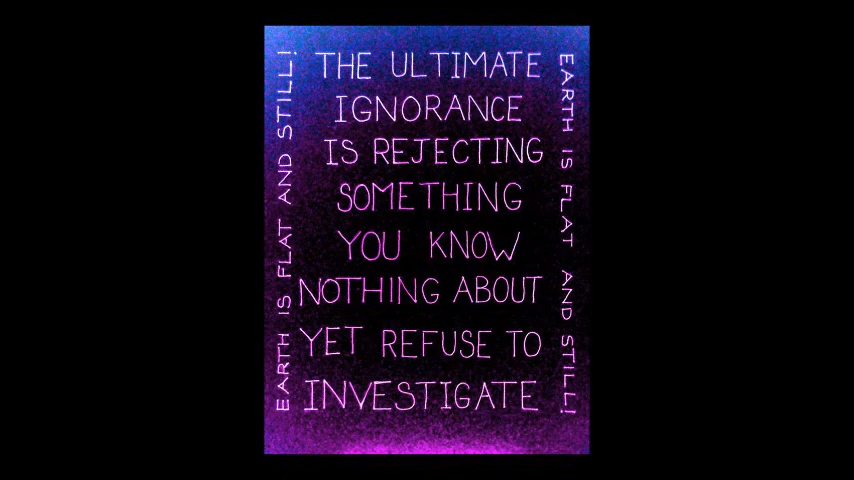 EARTH IS FLAT AND STILL!
THE ULTIMATE
IGNORANCE
IS REJECTING
SOMETHING
YOU KNOW
NOTHING ABOUT
YET REFUSE TO
INVESTIGATE
EARTH IS FLAT AND STILL!